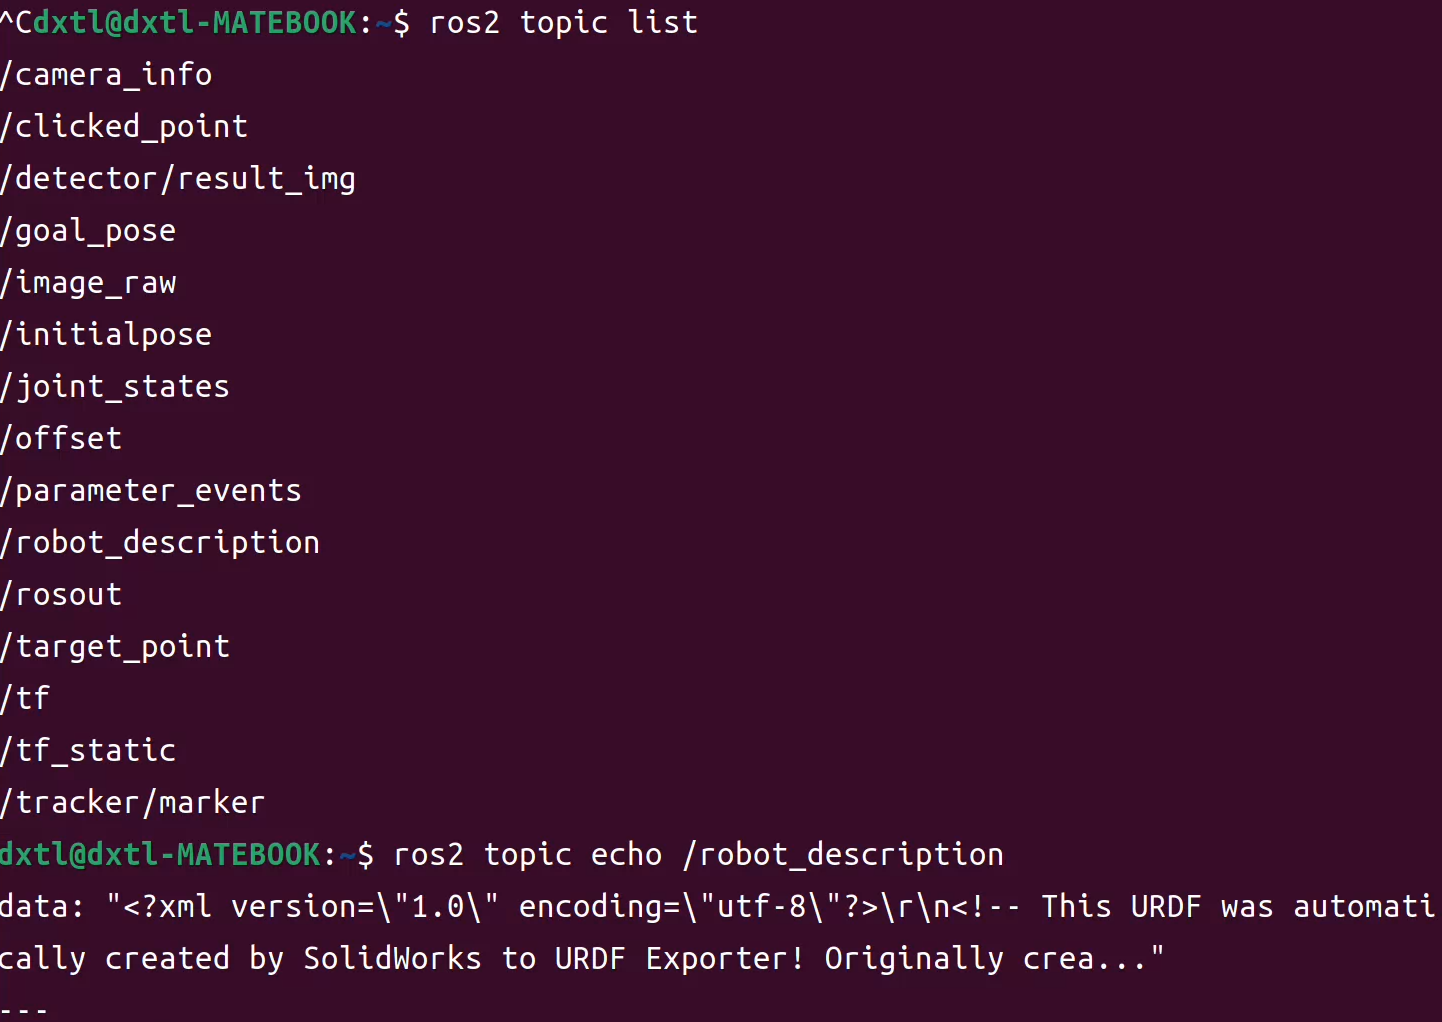 ^Cdxtl@dxtl-MATEBOOK:~$ ros2 topic list
/camera_info
/clicked_point
/detector/result_img
/goal_pose
/image_raw
/initialpose
/joint_states
/offset
/parameter_events
/robot_description
/rosout
/target_point
/tf
/tf_static
/tracker/marker
dxtl@dxtl-MATEBOOK:~$ ros2 topic echo /robot_description
data: "<?xml version=\"1.0\" encoding=\"utf-8\"?>\r\n<!-- This URDF was automati
cally created by SolidWorks to URDF Exporter! Originally crea..."
---